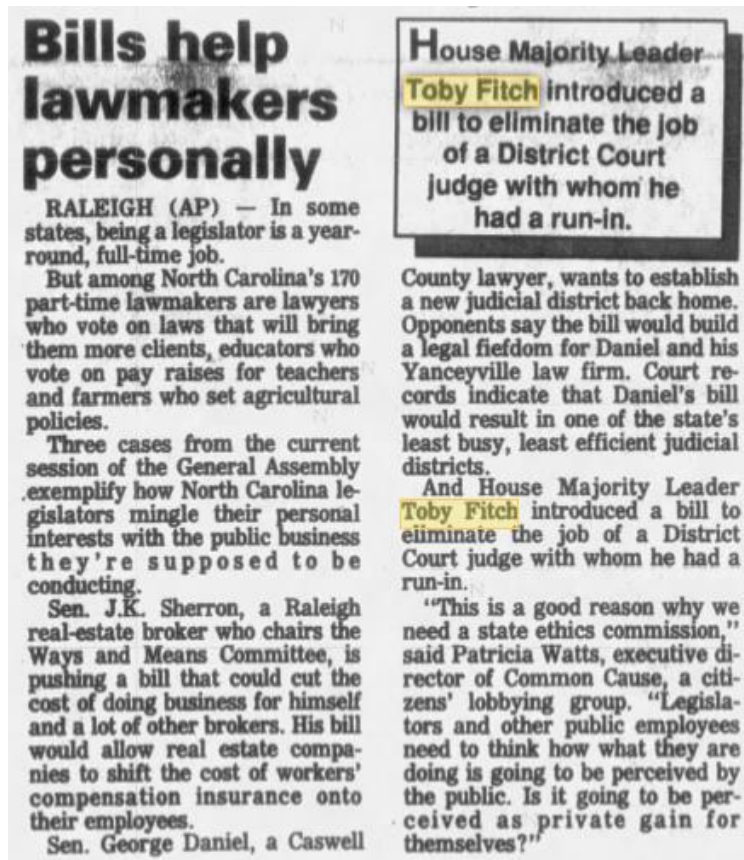 Bills help
lawmakers
personally
RALEIGH (AP) — In some
states, being a legislator is a year-
round, full-time job.
But among North Carolina's 170
part-time lawmakers are lawyers
who vote on laws that will bring
them more clients, educators who
vote on pay raises for teachers
and farmers who set agricultural
policies.
Three cases from the current
session of the General Assembly
exemplify how North Carolina le-
gislators mingle their personal
interests with the public business
they're supposed to be
conducting.
Sen. J.K. Sherron, a Raleigh
real-estate broker who chairs the
Ways and Means Committee, is
pushing a bill that could cut the
cost of doing business for himself
and a lot of other brokers. His bill
would allow real estate compa-
nies to shift the cost of workers'
compensation insurance onto
their employees.
Sen. George Daniel, a Caswell
House Majority Leader
Toby Fitch introduced a
bill to eliminate the job
of a District Court
judge with whom he
had a run-in.
County lawyer, wants to establish
a new judicial district back home.
Opponents say the bill would build
a legal fiefdom for Daniel and his
Yanceyville law firm. Court re-
cords indicate that Daniel's bill
would result in one of the state's
least busy, least efficient judicial
districts.
And House Majority Leader
Toby Fitch introduced a bill to
eliminate the job of a District
Court judge with whom he had a
run-in.
"This is a good reason why we
need a state ethics commission,"
said Patricia Watts, executive di-
rector of Common Cause, a citi-
zens' lobbying group. "Legisla-
tors and other public employees
need to think how what they are
doing is going to be perceived by
the public. Is it going to be per-
ceived as private gain for
themselves?"